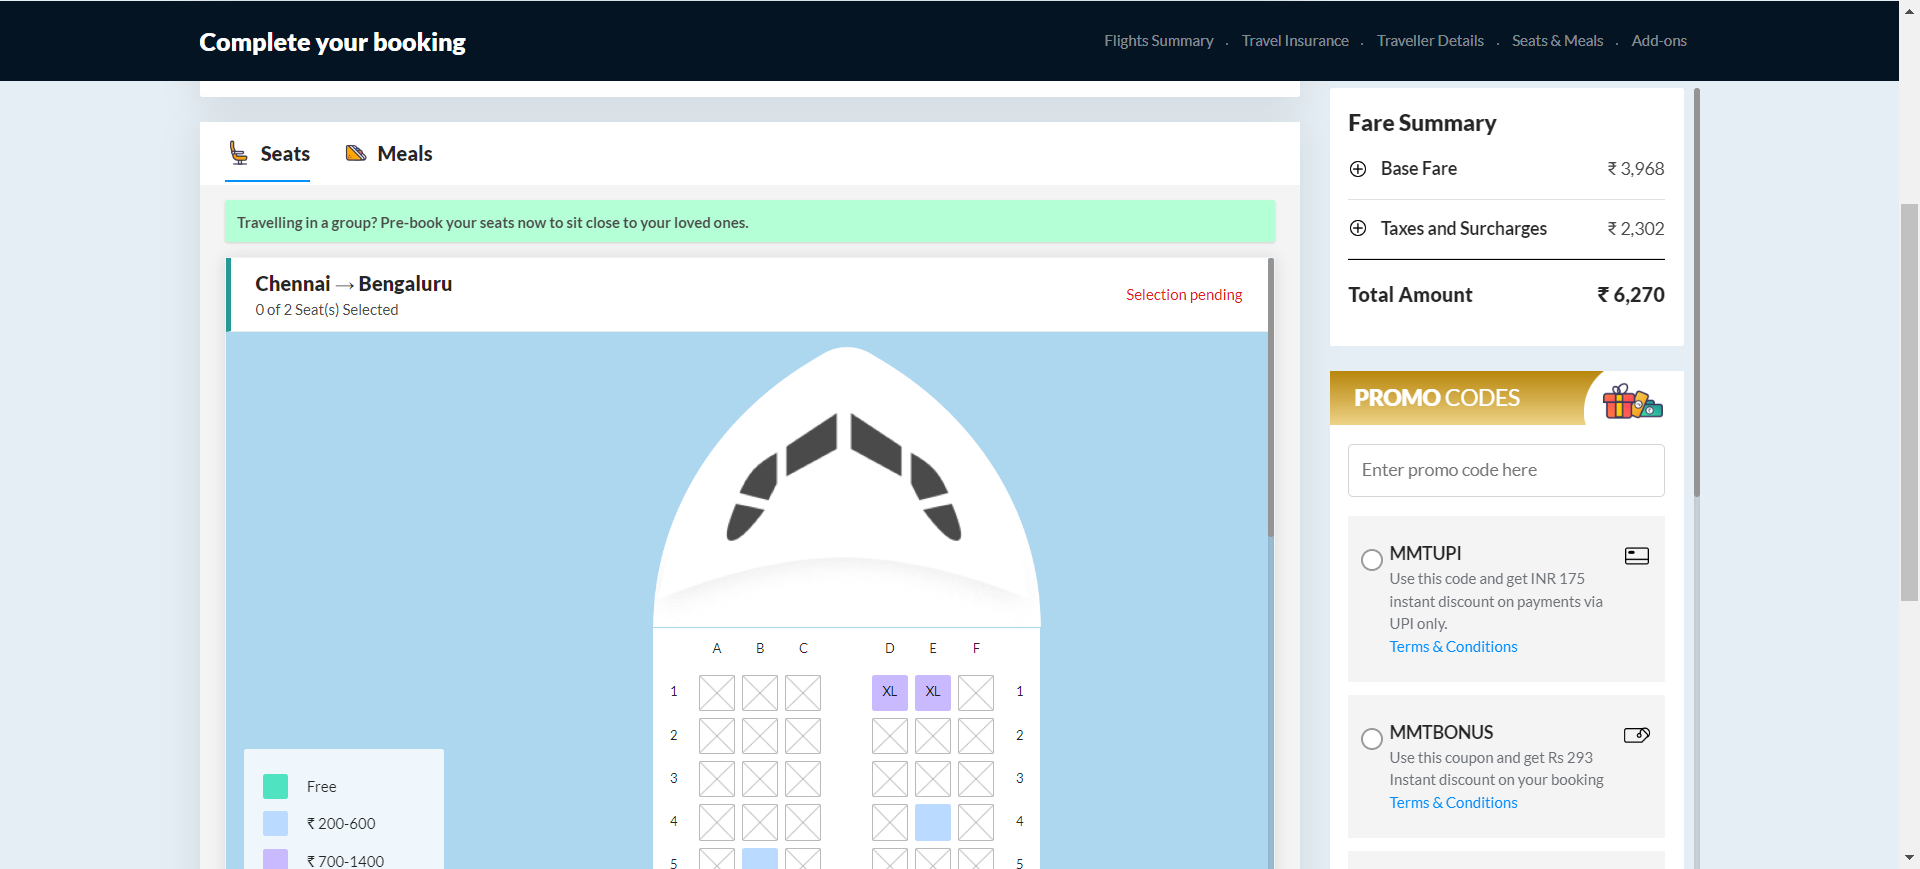 Complete your booking
Flights Summary . Travel Insurance . Traveller Details . Seats & Meals . Add-ons
Seats Meals
Travelling in a group? Pre-book your seats now to sit close to your loved ones.
Chennai → Bengaluru
0 of 2 Seat(s) Selected
Selection pending
A B C D E F
1 XL XL 1
2 2
3 3
4 4
5 5
Free
₹ 200-600
₹ 700-1400
Fare Summary
Base Fare ₹ 3,968
Taxes and Surcharges ₹ 2,302
Total Amount ₹ 6,270
PROMO CODES
Enter promo code here
MMTUPI
Use this code and get INR 175
instant discount on payments via
UPI only.
Terms & Conditions
MMTBONUS
Use this coupon and get Rs 293
Instant discount on your booking
Terms & Conditions